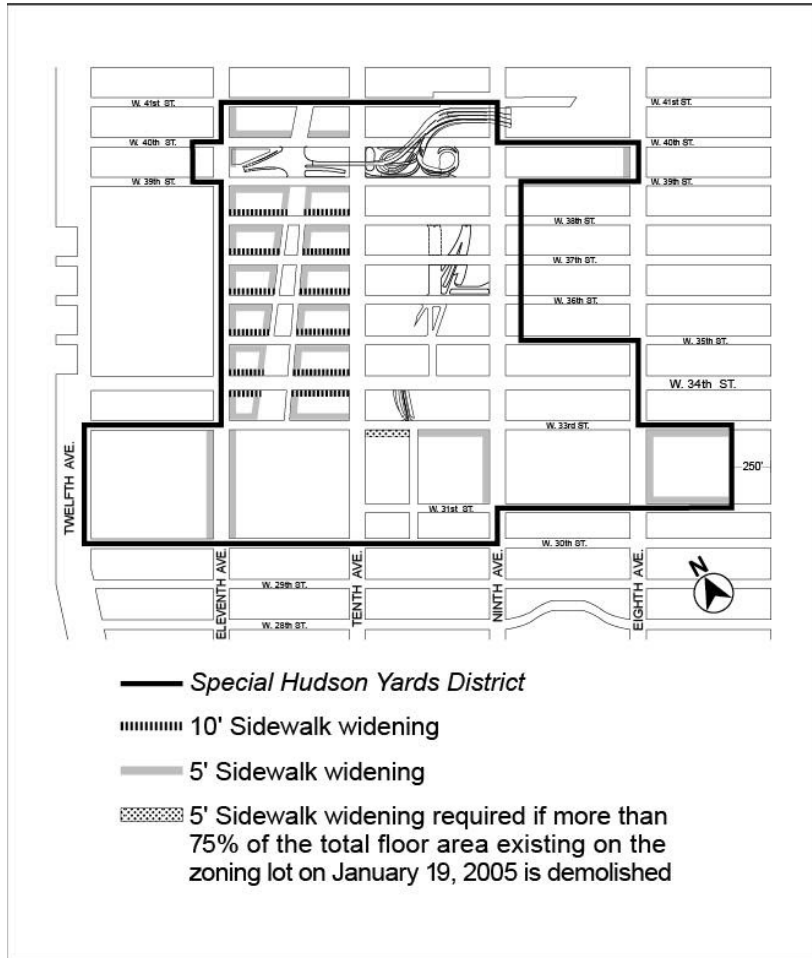 W. 41st ST.
W. 41st ST.
W. 40th ST.
W. 40th ST.
W. 39th ST.
W. 39th ST.
W. 38th ST.
W. 37th ST.
W. 36th ST.
W. 35th ST.
W. 34th ST.
W. 33rd ST.
250'
W. 31st ST.
W. 30th ST.
W. 29th ST.
W. 28th ST.
TWELFTH AVE.
ELEVENTH AVE.
TENTH AVE.
NINTH AVE.
EIGHTH AVE.
N
Special Hudson Yards District
10' Sidewalk widening
5' Sidewalk widening
5' Sidewalk widening required if more than
75% of the total floor area existing on the
zoning lot on January 19, 2005 is demolished